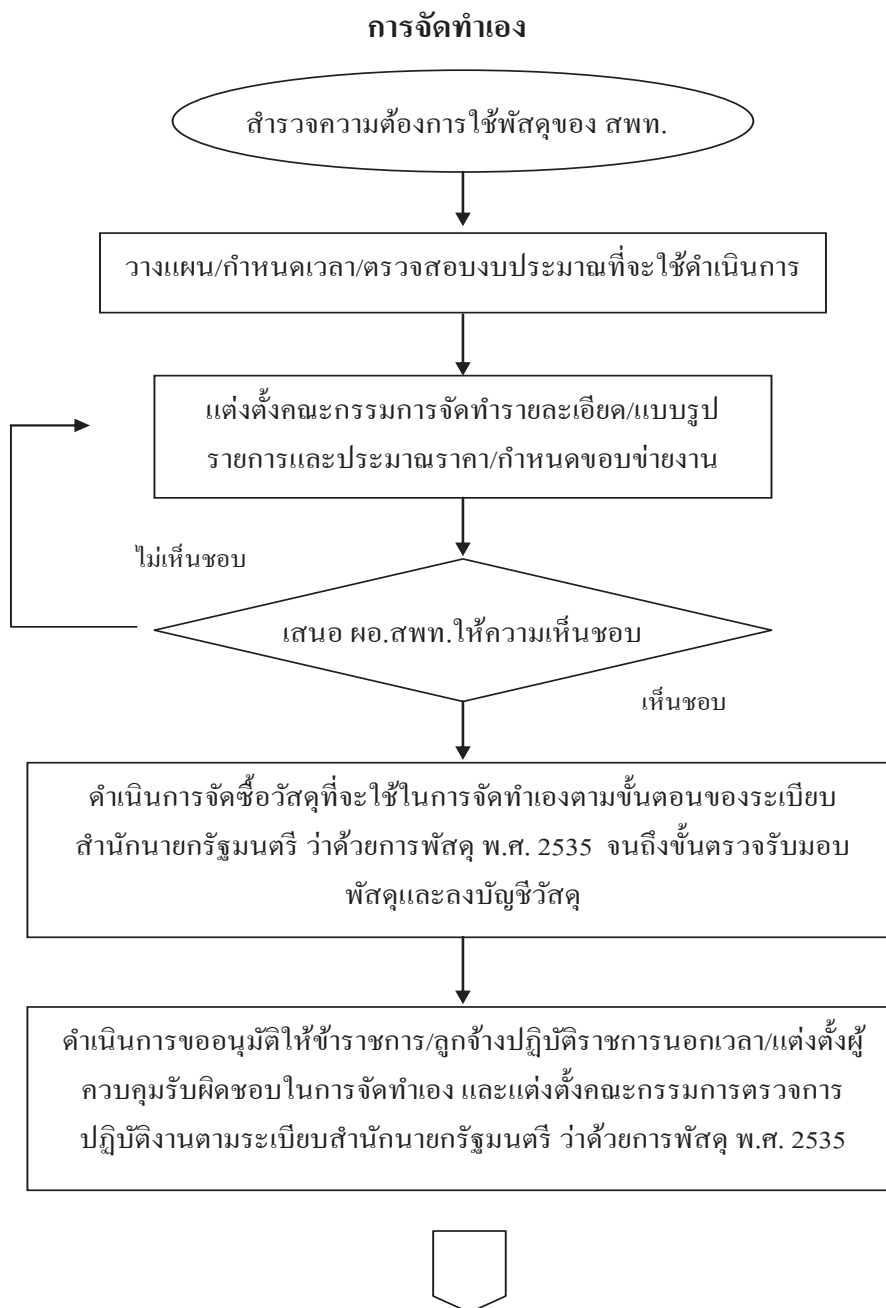 การจัดทำเอง
สำรวจความต้องการใช้พัสดุของ สพท.
วางแผน/กำหนดเวลา/ตรวจสอบงบประมาณที่จะใช้ดำเนินการ
แต่งตั้งคณะกรรมการจัดทำรายละเอียด/แบบรูป
รายการและประมาณราคา/กำหนดขอบข่ายงาน
ไม่เห็นชอบ
เสนอ ผอ.สพท.ให้ความเห็นชอบ
เห็นชอบ
ดำเนินการจัดซื้อวัสดุที่จะใช้ในการจัดทำเองตามขั้นตอนของระเบียบ
สำนักนายกรัฐมนตรี ว่าด้วยการพัสดุ พ.ศ. 2535 จนถึงขั้นตรวจรับมอบ
พัสดุและลงบัญชีวัสดุ
ดำเนินการขออนุมัติให้ข้าราชการ/ลูกจ้างปฏิบัติราชการนอกเวลา/แต่งตั้งผู้
ควบคุมรับผิดชอบในการจัดทำเอง และแต่งตั้งคณะกรรมการตรวจการ
ปฏิบัติงานตามระเบียบสำนักนายกรัฐมนตรี ว่าด้วยการพัสดุ พ.ศ. 2535